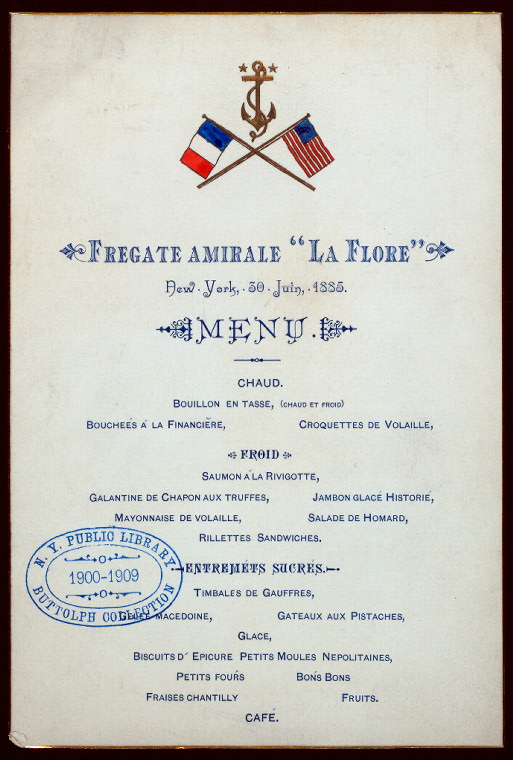 FREGATE AMIRALE "LA FLORE"
New-York, 30 Juin, 1885.
MENU.
CHAUD.
BOUILLON EN TASSE, (CHAUD ET FROID)
BOUCHEÉS Á LA FINANCIÈRE, CROQUETTES DE VOLAILLE,
FROID
SAUMON Á LA RIVIGOTTE,
GALANTINE DE CHAPON AUX TRUFFES, JAMBON GLACÉ HISTORIÉ,
MAYONNAISE DE VOLAILLE, SALADE DE HOMARD,
RILLETTES SANDWICHES.
ENTREMÉTS SUCRÉS.
TIMBALES DE GAUFFRES,
GELÉE MACEDOINE, GATEAUX AUX PISTACHES,
GLACE,
BISCUITS D' EPICURE PETITS MOULES NEPOLITAINES,
PETITS FOURS BONS BONS
FRAISES CHANTILLY FRUITS.
CAFÉ.
N. Y. PUBLIC LIBRARY.
1900-1909
BUTTOLPH COLLECTION